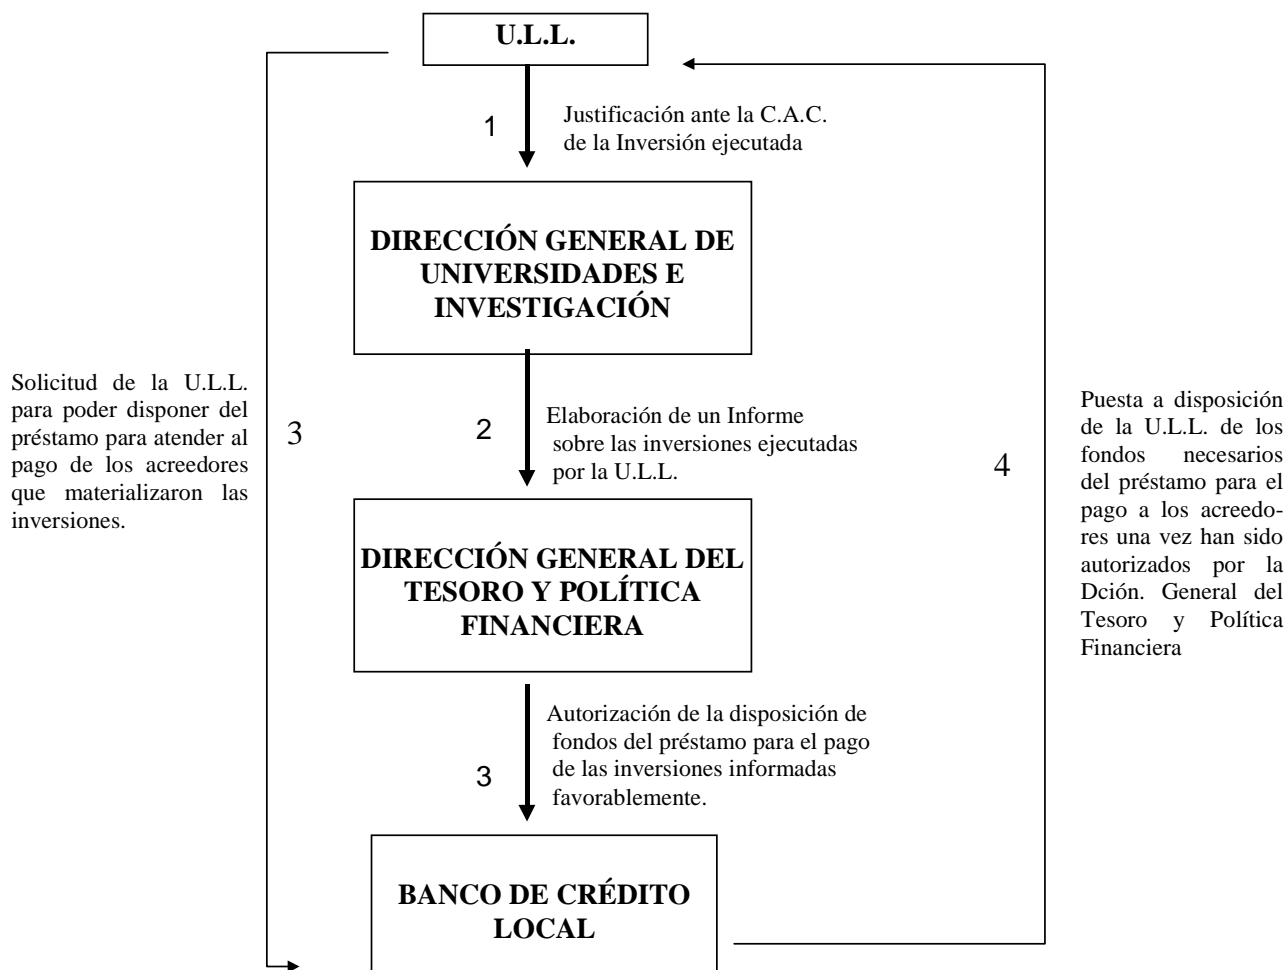 U.L.L.
1
Justificación ante la C.A.C.
de la Inversión ejecutada
DIRECCIÓN GENERAL DE
UNIVERSIDADES E
INVESTIGACIÓN
Solicitud de la U.L.L.
para poder disponer del
préstamo para atender al
pago de los acreedores
que materializaron las
inversiones.
3
2
Elaboración de un Informe
sobre las inversiones ejecutadas
por la U.L.L.
4
Puesta a disposición
de la U.L.L. de los
fondos necesarios
del préstamo para el
pago a los acreedo-
res una vez han sido
autorizados por la
Dción. General del
Tesoro y Política
Financiera
DIRECCIÓN GENERAL DEL
TESORO Y POLÍTICA
FINANCIERA
3
Autorización de la disposición de
fondos del préstamo para el pago
de las inversiones informadas
favorablemente.
BANCO DE CRÉDITO
LOCAL